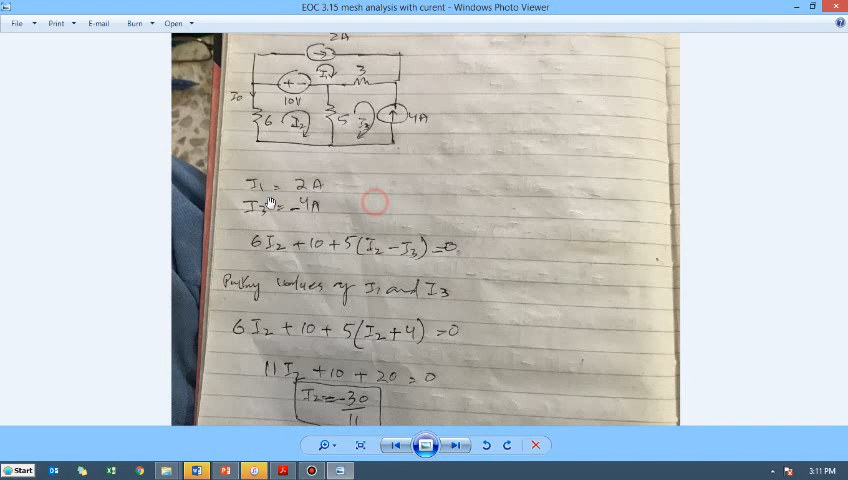 EOC 3.15 mesh analysis with curent - Windows Photo Viewer
File Print Email Burn Open
2A
I1 3
+ -
Io 10V
6 I2 5 I3 4A
I1 = 2A
I3 = -4A
6I2 + 10 + 5(I2 - I3) = 0
Putting values of I1 and I3
6I2 + 10 + 5(I2 + 4) = 0
11I2 + 10 + 20 = 0
I2 = -30
11
Start 3:11 PM